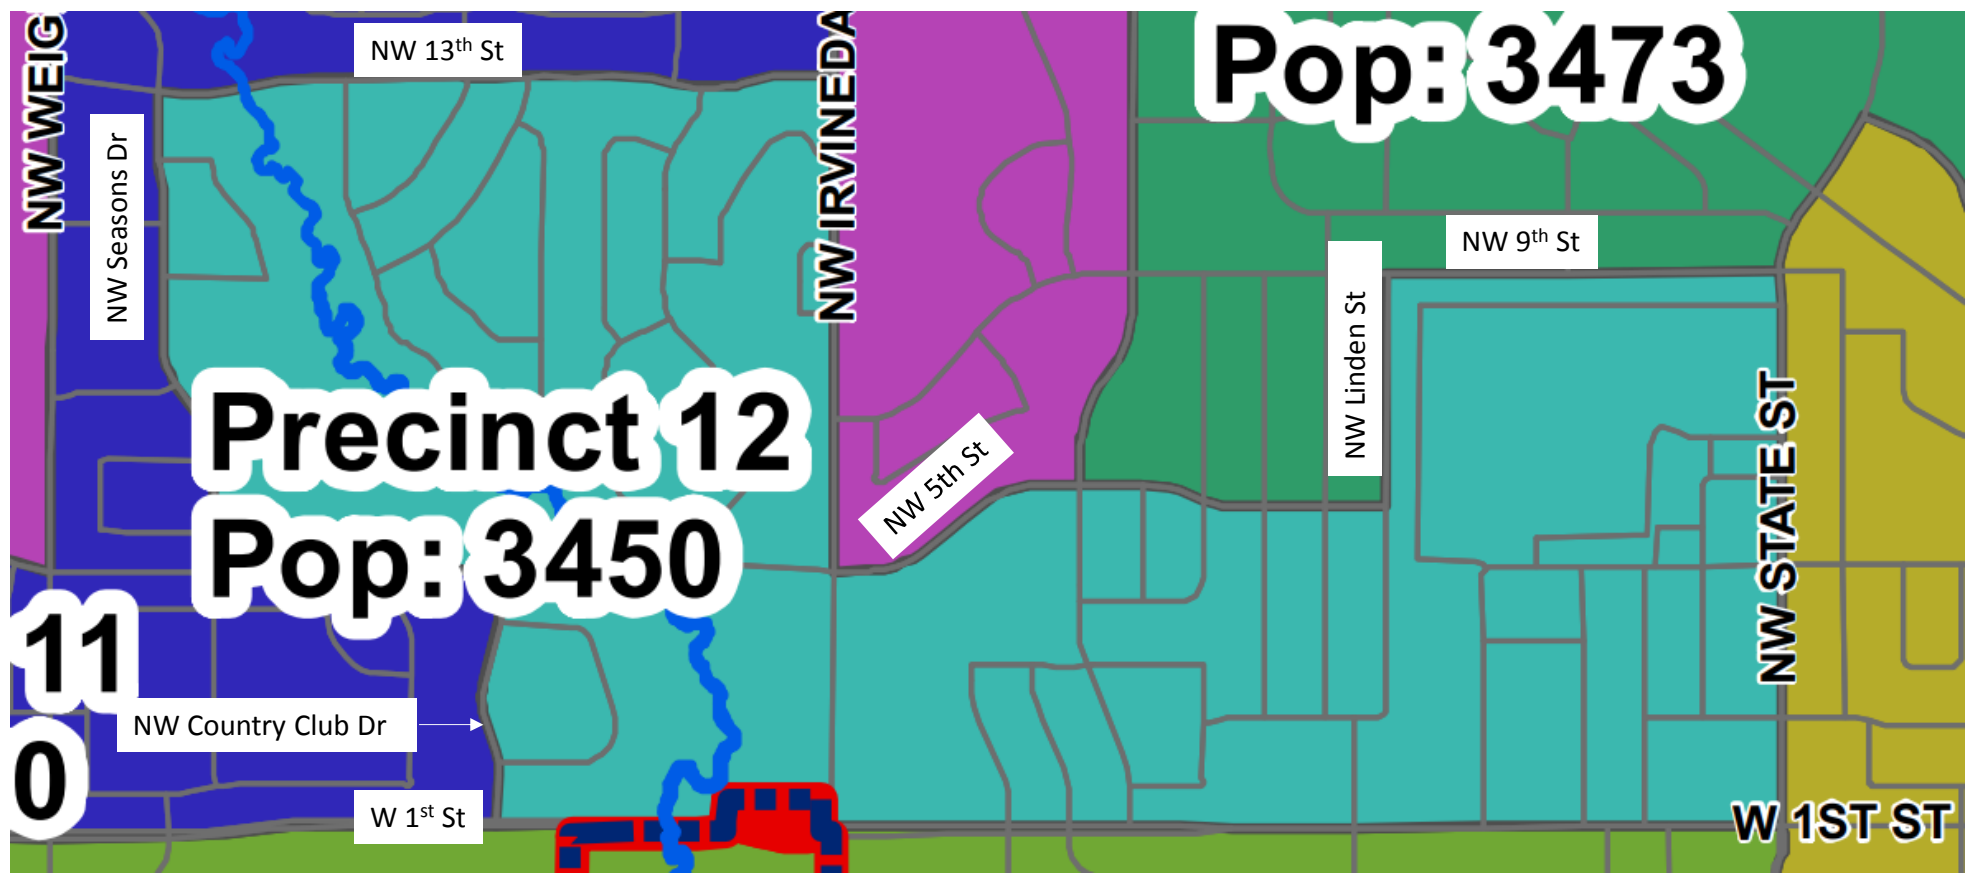 NW WEIG
NW 13th St
NW IRVINEDA
Pop: 3473
NW Seasons Dr
NW 9th St
NW Linden St
Precinct 12
Pop: 3450
NW 5th St
NW STATE ST
11
0
NW Country Club Dr
W 1st St
W 1ST ST